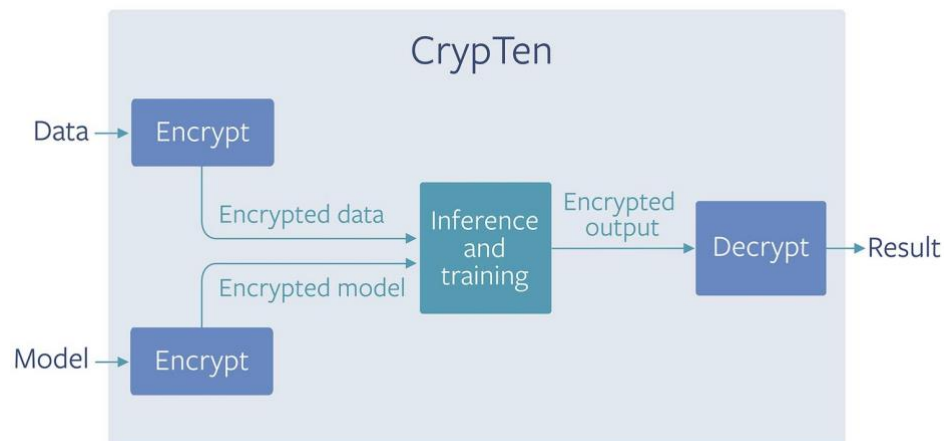 CrypTen
Data
Encrypt
Encrypted data
Encrypted model
Model
Encrypt
Inference
and
training
Encrypted
output
Decrypt
Result